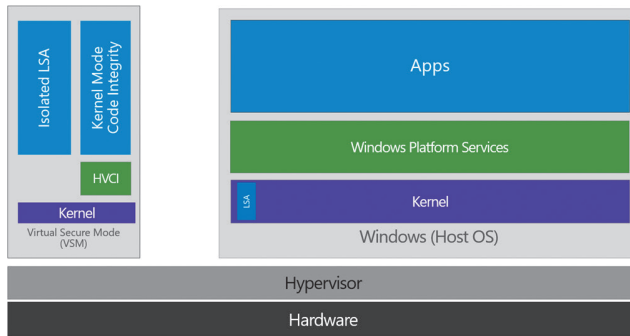 Isolated LSA
Kernel Mode
Code Integrity
HVCI
Kernel
Virtual Secure Mode
(VSM)
Apps
Windows Platform Services
LSA
Kernel
Windows (Host OS)
Hypervisor
Hardware